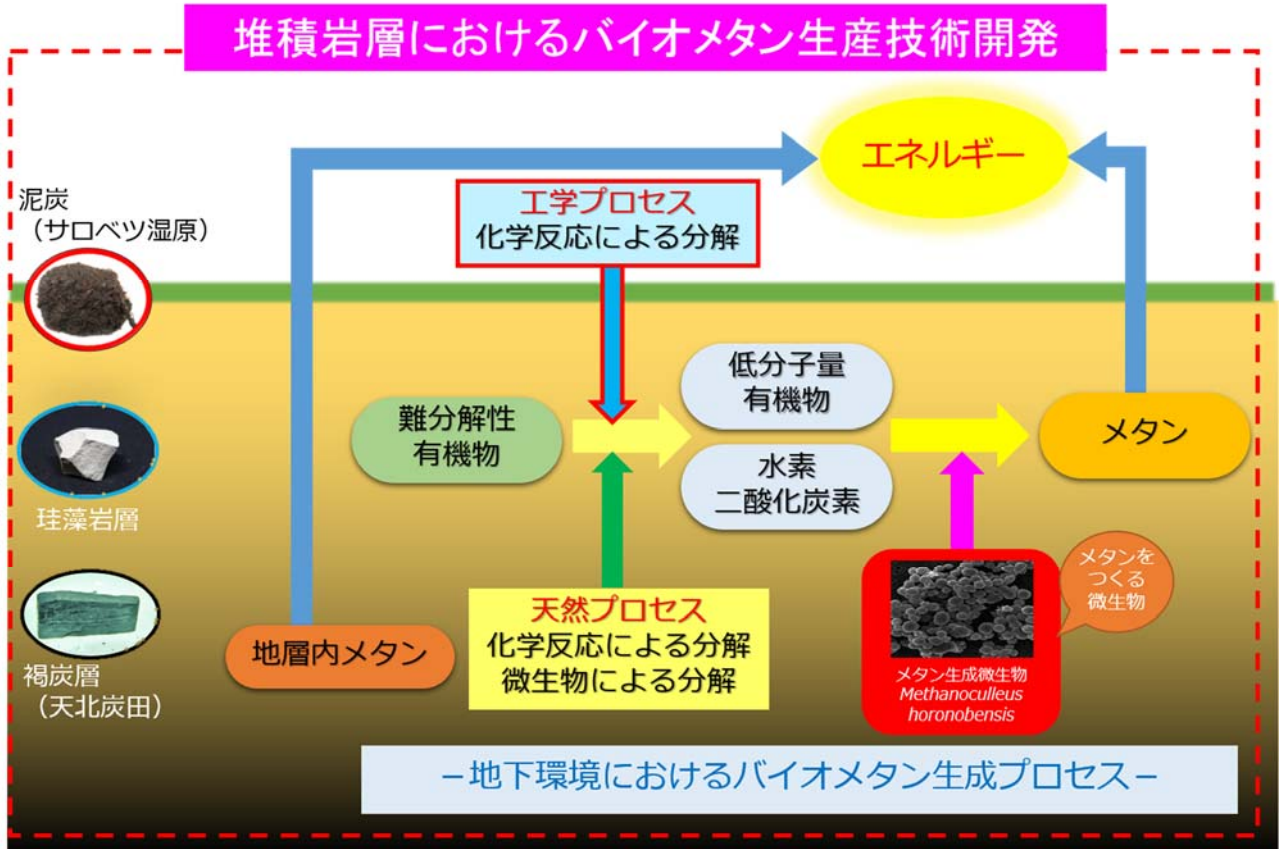 堆積岩層におけるバイオメタン生産技術開発
エネルギー
泥炭
（サロベツ湿原）
工学プロセス
化学反応による分解
低分子量
有機物
難分解性
有機物
メタン
水素
二酸化炭素
珪藻岩層
メタンを
つくる
微生物
天然プロセス
化学反応による分解
微生物による分解
地層内メタン
メタン生成微生物
Methanoculleus
horonobensis
褐炭層
（天北炭田）
－地下環境におけるバイオメタン生成プロセス－